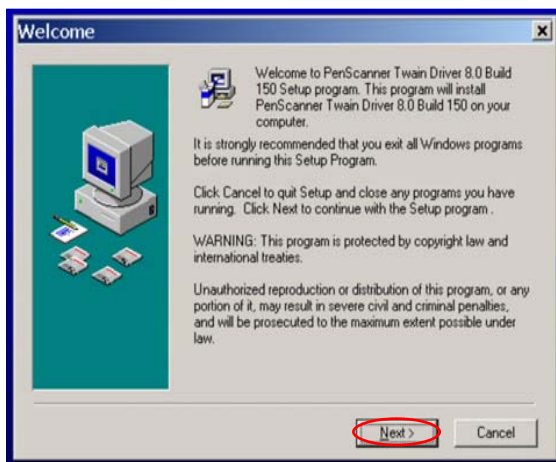 Welcome
Welcome to PenScanner Twain Driver 8.0 Build
150 Setup program. This program will install
PenScanner Twain Driver 8.0 Build 150 on your
computer.
It is strongly recommended that you exit all Windows programs
before running this Setup Program.
Click Cancel to quit Setup and close any programs you have
running. Click Next to continue with the Setup program .
WARNING: This program is protected by copyright law and
international treaties.
Unauthorized reproduction or distribution of this program, or any
portion of it, may result in severe civil and criminal penalties,
and will be prosecuted to the maximum extent possible under
law.
Next > Cancel